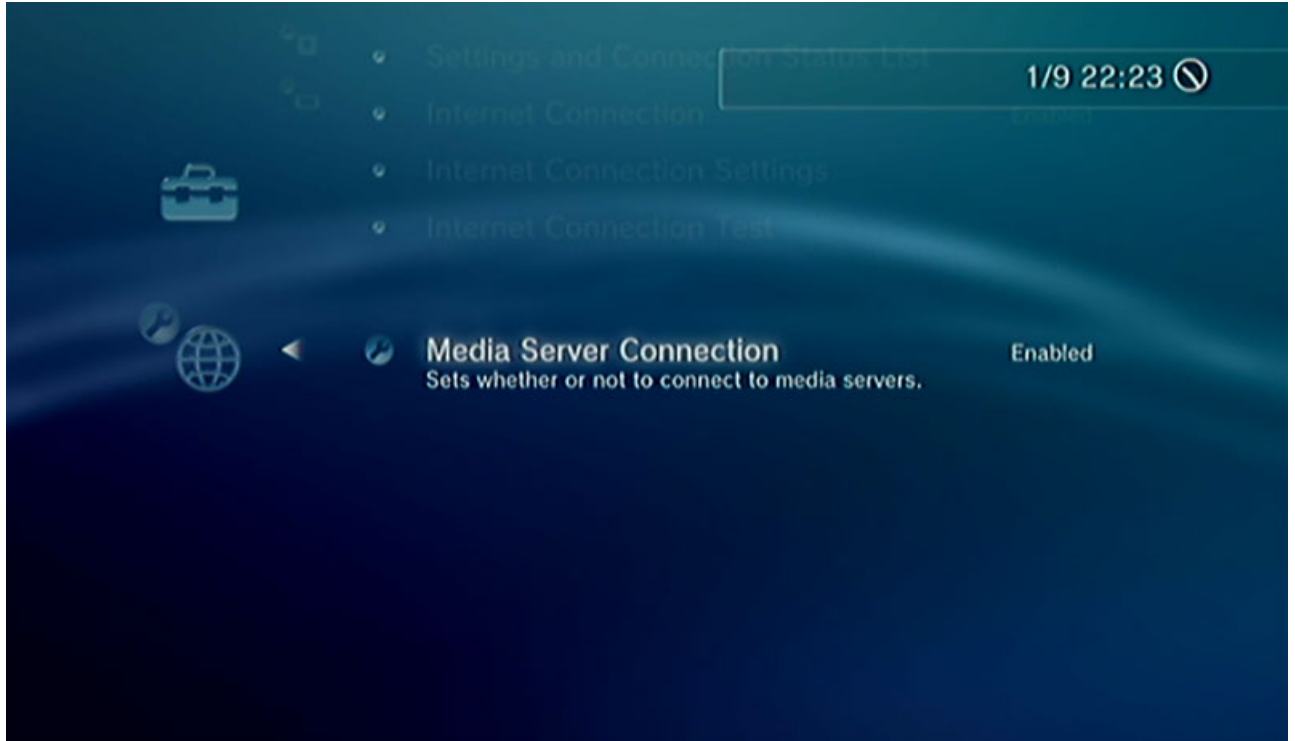 Settings and Connection Status List
1/9 22:23
Internet Connection Enabled
Internet Connection Settings
Internet Connection Test
Media Server Connection Enabled
Sets whether or not to connect to media servers.